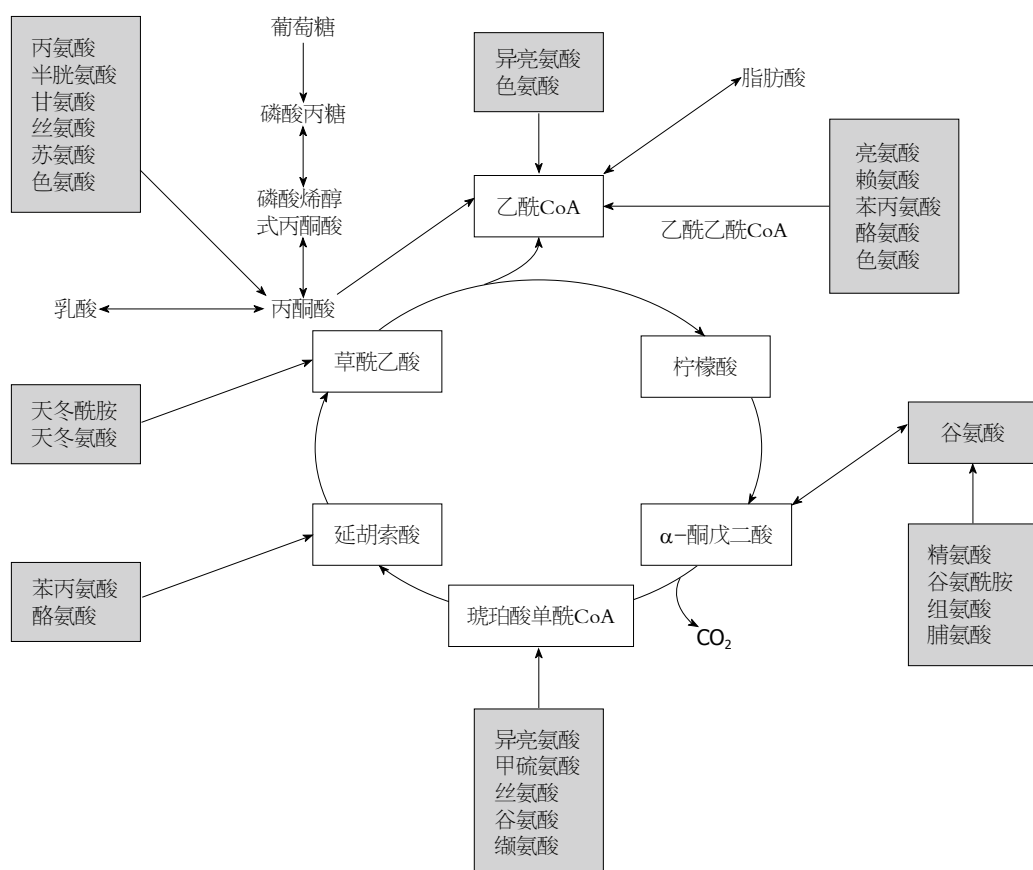 丙氨酸
半胱氨酸
甘氨酸
丝氨酸
苏氨酸
色氨酸
葡萄糖
磷酸丙糖
磷酸烯醇
式丙酮酸
丙酮酸
乳酸
异亮氨酸
色氨酸
脂肪酸
乙酰CoA
乙酰乙酰CoA
亮氨酸
赖氨酸
苯丙氨酸
酪氨酸
色氨酸
草酰乙酸
柠檬酸
天冬酰胺
天冬氨酸
谷氨酸
延胡索酸
α-酮戊二酸
苯丙氨酸
酪氨酸
精氨酸
谷氨酰胺
组氨酸
脯氨酸
琥珀酸单酰CoA
CO₂
异亮氨酸
甲硫氨酸
丝氨酸
谷氨酸
缬氨酸